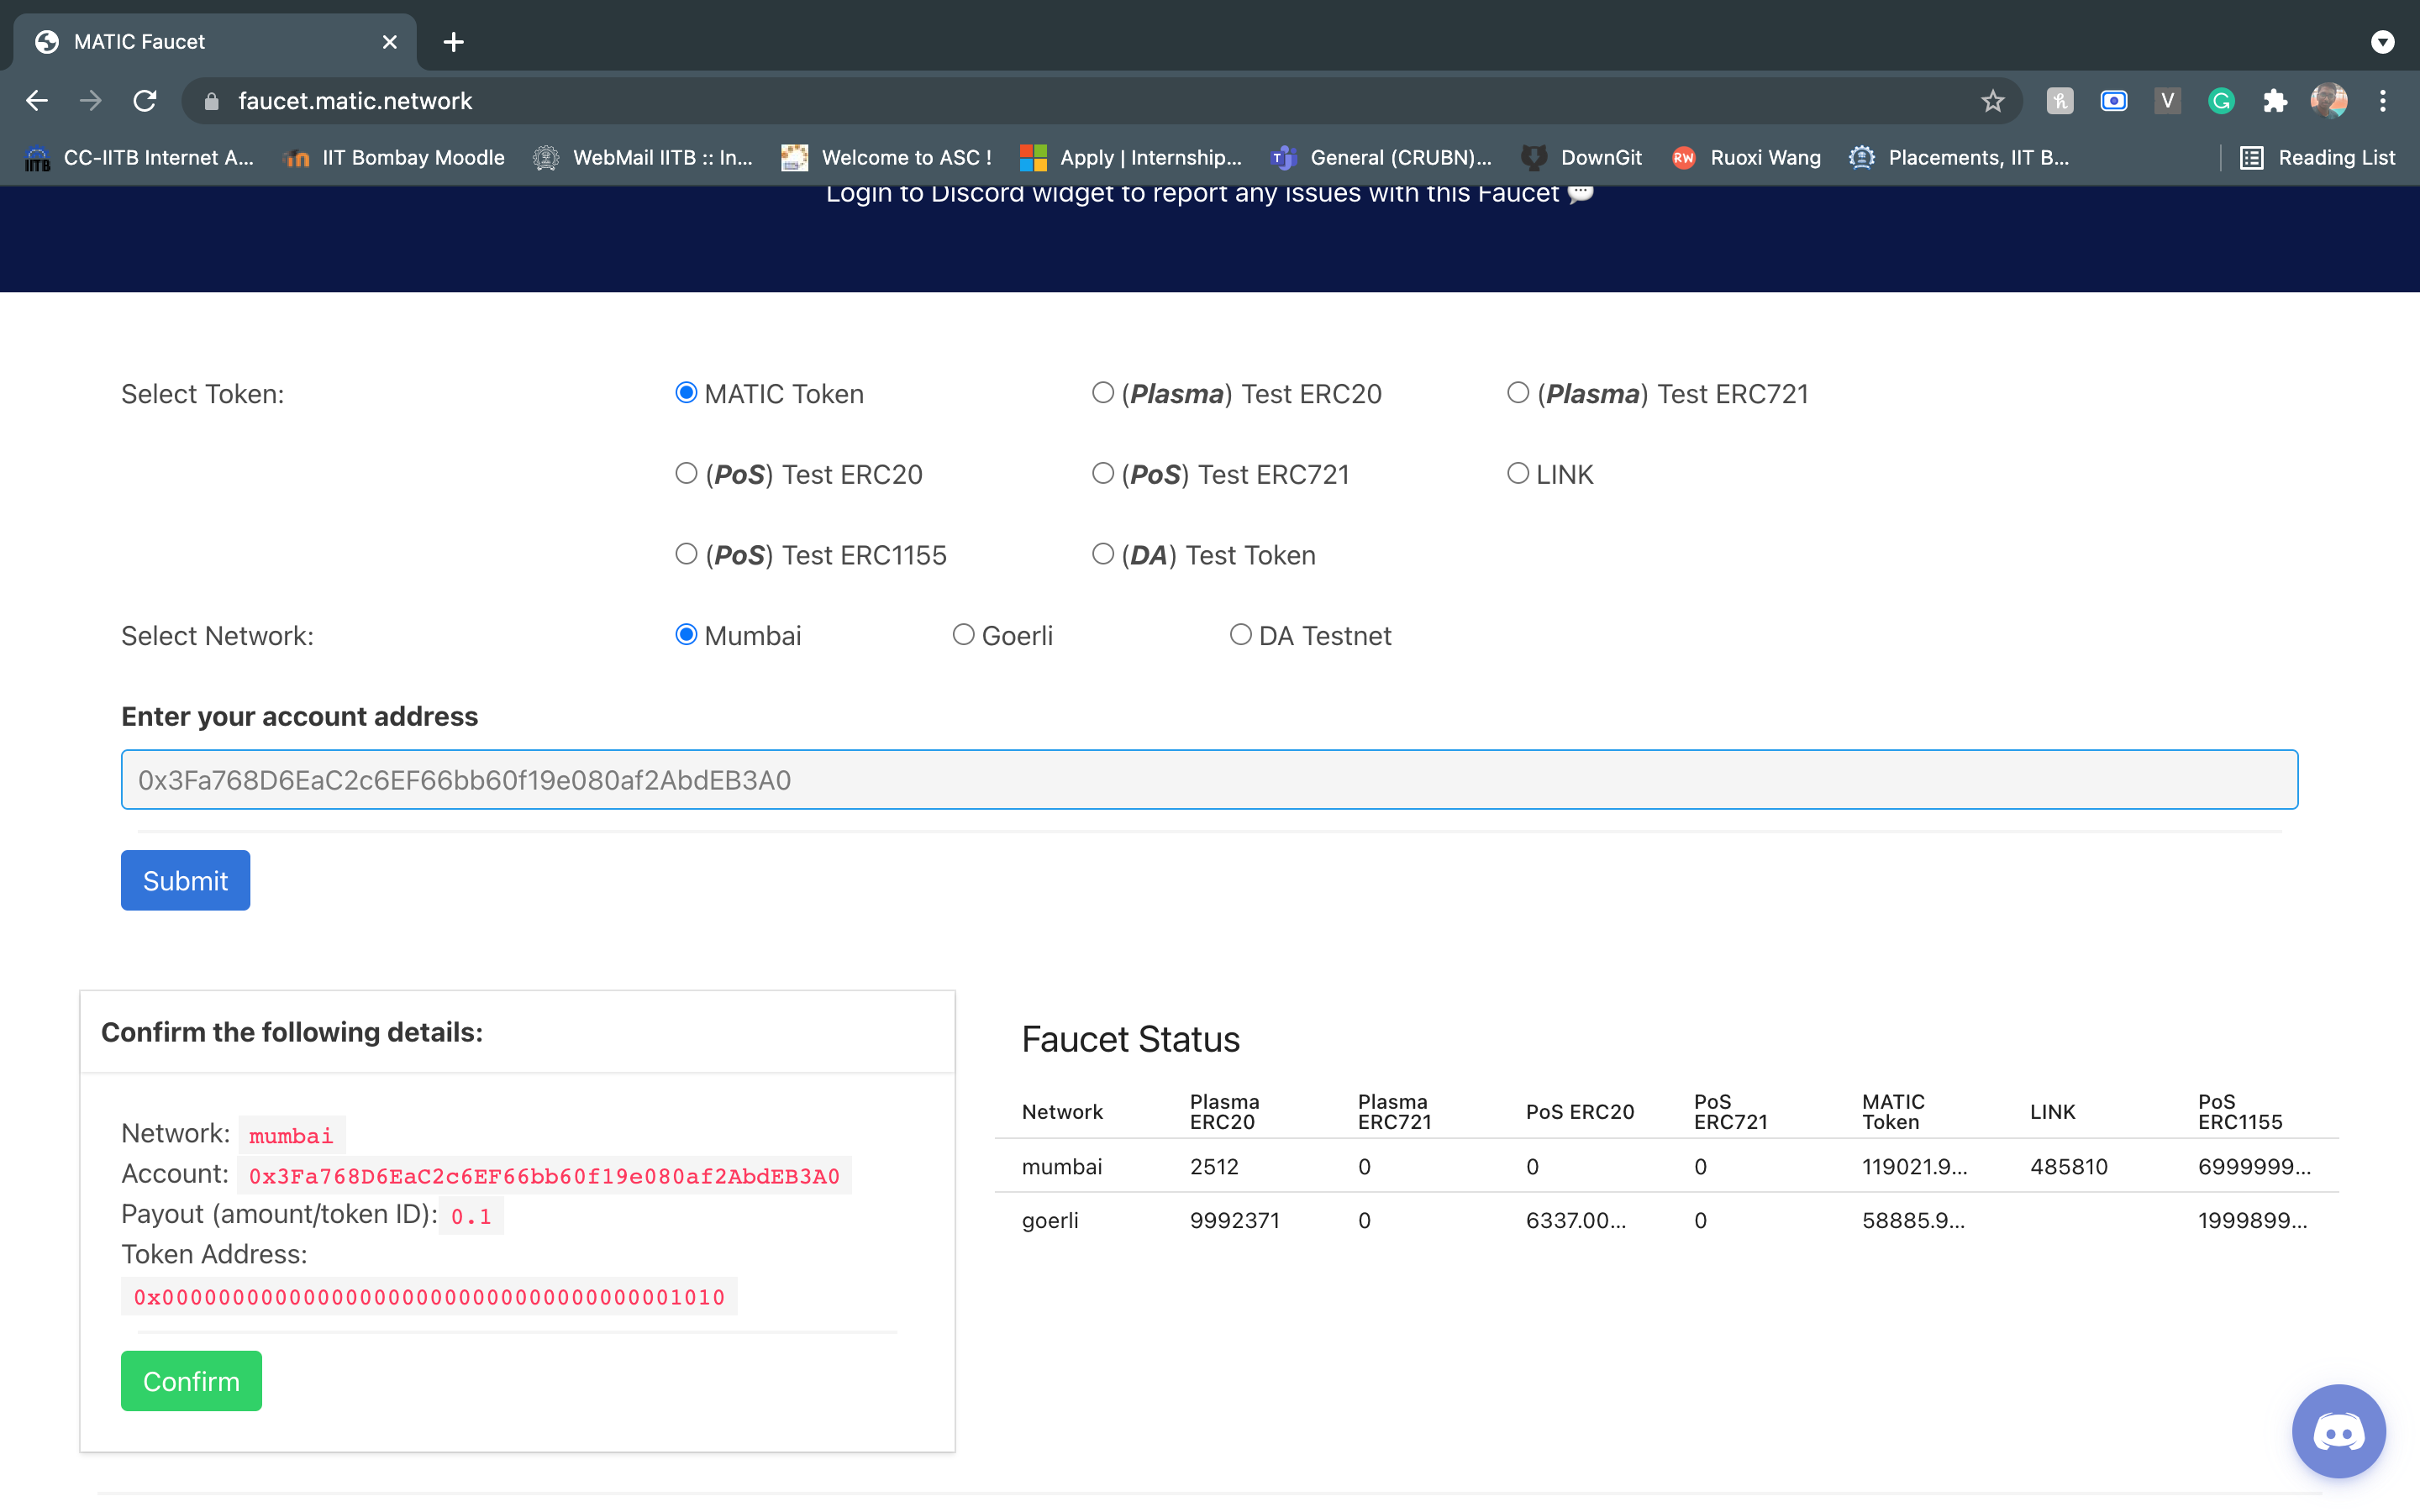 MATIC Faucet
faucet.matic.network
CC-IITB Internet A... IIT Bombay Moodle WebMail IITB :: In... Welcome to ASC ! Apply | Internship... General (CRUBN)... DownGit RW Ruoxi Wang Placements, IIT B... Reading List
Login to Discord widget to report any issues with this Faucet 💬
Select Token: MATIC Token (Plasma) Test ERC20 (Plasma) Test ERC721
(PoS) Test ERC20 (PoS) Test ERC721 LINK
(PoS) Test ERC1155 (DA) Test Token
Select Network: Mumbai Goerli DA Testnet
Enter your account address
0x3Fa768D6EaC2c6EF66bb60f19e080af2AbdEB3A0
Submit
Confirm the following details:
Network: mumbai
Account: 0x3Fa768D6EaC2c6EF66bb60f19e080af2AbdEB3A0
Payout (amount/token ID): 0.1
Token Address:
0x0000000000000000000000000000000000001010
Confirm
Faucet Status
Network Plasma ERC20 Plasma ERC721 PoS ERC20 PoS ERC721 MATIC Token LINK PoS ERC1155
mumbai 2512 0 0 0 119021.9... 485810 6999999...
goerli 9992371 0 6337.00... 0 58885.9... 1999899...